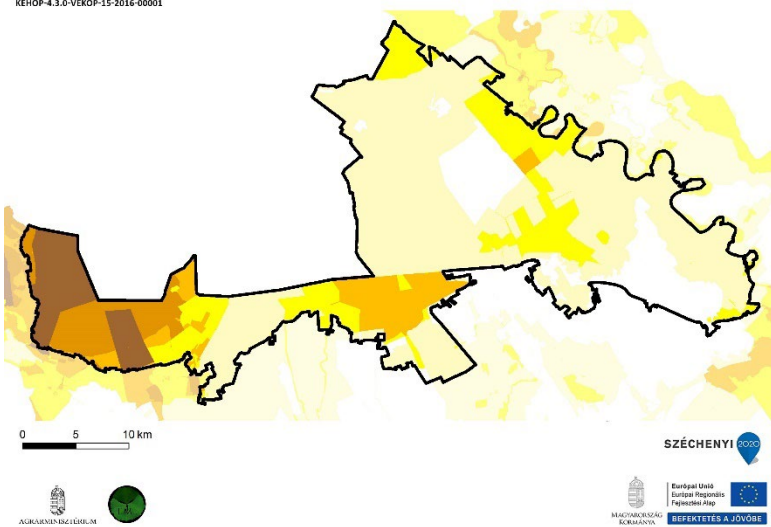 KEHOP-4.3.0-VEKOP-15-2016-00001
0 5 10 km
SZÉCHENYI 2020
AGRÁRMINISZTÉRIUM
MAGYARORSZÁG
KORMÁNYA
Európai Unió
Európai Regionális
Fejlesztési Alap
BEFEKTETÉS A JÖVŐBE